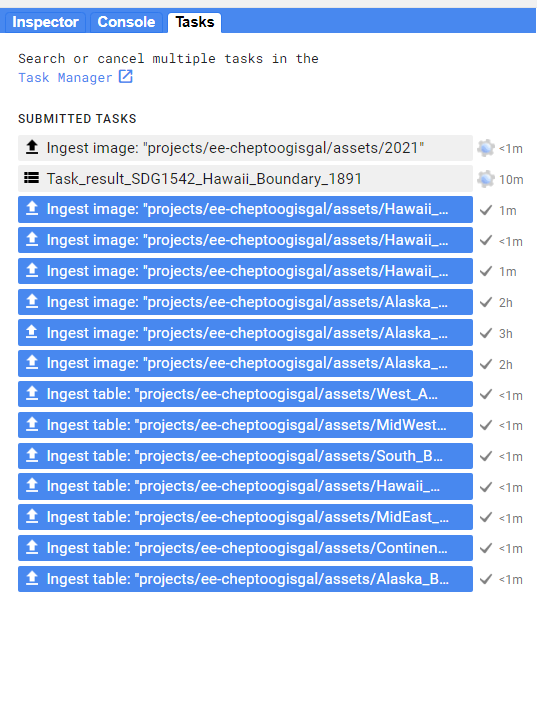 Inspector Console Tasks
Search or cancel multiple tasks in the
Task Manager
SUBMITTED TASKS
Ingest image: "projects/ee-cheptoogisgal/assets/2021" <1m
Task_result_SDG1542_Hawaii_Boundary_1891 10m
Ingest image: "projects/ee-cheptoogisgal/assets/Hawaii_... 1m
Ingest image: "projects/ee-cheptoogisgal/assets/Hawaii_... <1m
Ingest image: "projects/ee-cheptoogisgal/assets/Hawaii_... 1m
Ingest image: "projects/ee-cheptoogisgal/assets/Alaska_... 2h
Ingest image: "projects/ee-cheptoogisgal/assets/Alaska_... 3h
Ingest image: "projects/ee-cheptoogisgal/assets/Alaska_... 2h
Ingest table: "projects/ee-cheptoogisgal/assets/West_A... <1m
Ingest table: "projects/ee-cheptoogisgal/assets/MidWest... <1m
Ingest table: "projects/ee-cheptoogisgal/assets/South_B... <1m
Ingest table: "projects/ee-cheptoogisgal/assets/Hawaii_... <1m
Ingest table: "projects/ee-cheptoogisgal/assets/MidEast_... <1m
Ingest table: "projects/ee-cheptoogisgal/assets/Continen... <1m
Ingest table: "projects/ee-cheptoogisgal/assets/Alaska_B... <1m